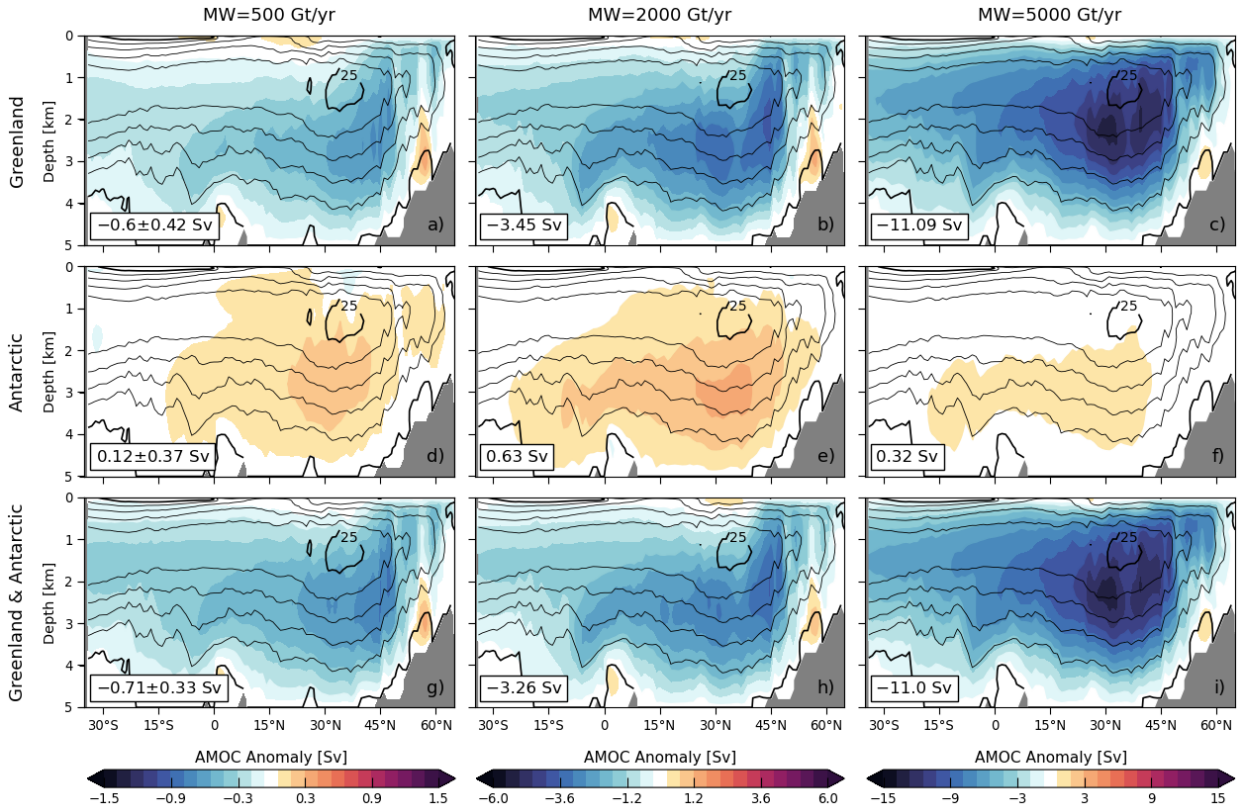 MW=500 Gt/yr MW=2000 Gt/yr MW=5000 Gt/yr
Greenland
Depth [km]
0
1
2
3
4
5
25
−0.6±0.42 Sv
a)
25
−3.45 Sv
b)
25
−11.09 Sv
c)
Antarctic
Depth [km]
0
1
2
3
4
5
25
0.12±0.37 Sv
d)
25
0.63 Sv
e)
25
0.32 Sv
f)
Greenland & Antarctic
Depth [km]
0
1
2
3
4
5
25
−0.71±0.33 Sv
g)
25
−3.26 Sv
h)
25
−11.0 Sv
i)
30°S 15°S 0 15°N 30°N 45°N 60°N
30°S 15°S 0 15°N 30°N 45°N 60°N
30°S 15°S 0 15°N 30°N 45°N 60°N
AMOC Anomaly [Sv] AMOC Anomaly [Sv] AMOC Anomaly [Sv]
−1.5 −0.9 −0.3 0.3 0.9 1.5
−6.0 −3.6 −1.2 1.2 3.6 6.0
−15 −9 −3 3 9 15